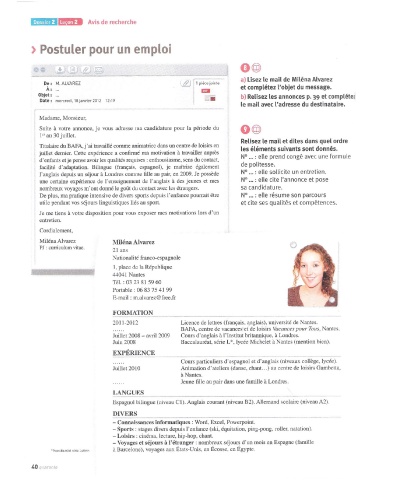 Dossier 2 Leçon 2 Avis de recherche
> Postuler pour un emploi
De : M. ALVAREZ
À : ...
Objet : ...
Date : mercredi, 18 janvier 2012
1 pièce jointe
Madame, Monsieur,
Suite à votre annonce, je vous adresse ma candidature pour la période du
1er au 30 juillet.
Titulaire du BAFA, j'ai travaillé comme animatrice dans un centre de loisirs en
juillet dernier. Cette expérience a confirmé ma motivation à travailler auprès
d'enfants et je pense avoir les qualités requises : enthousiasme, sens du contact,
facilité d'adaptation. Bilingue (français, espagnol), je maîtrise également
l'anglais depuis un séjour à Londres comme fille au pair, en 2009. Je possède
une certaine expérience de l'enseignement de l'anglais à des jeunes et mes
nombreux voyages m'ont donné le goût du contact avec les étrangers.
De plus, ma pratique intensive de divers sports depuis l'enfance pourrait être
utile pendant vos séjours linguistiques liés au sport.
Je me tiens à votre disposition pour vous exposer mes motivations lors d'un
entretien.
Cordialement,
Miléna Alvarez
PJ : curriculum vitae.
8
a) Lisez le mail de Miléna Alvarez
et complétez l'objet du message.
b) Relisez les annonces p. 39 et complétez
le mail avec l'adresse du destinataire.
9
Relisez le mail et dites dans quel ordre
les éléments suivants sont donnés.
N° ... : elle prend congé avec une formule
de politesse.
N° ... : elle sollicite un entretien.
N° ... : elle cite l'annonce et pose
sa candidature.
N° ... : elle résume son parcours
et cite ses qualités et compétences.
Miléna Alvarez
21 ans
Nationalité franco-espagnole
1, place de la République
44041 Nantes
Tél. : 03 23 81 59 60
Portable : 06 83 75 41 99
E-mail : m.alvarez@free.fr
FORMATION
2011-2012 Licence de lettres (français, anglais), université de Nantes.
...... BAFA, centre de vacances et de loisirs Vacances pour Tous, Nantes.
Juillet 2008 – avril 2009 Cours d'anglais à l'institut britannique, à Londres.
Juin 2008 Baccalauréat, série L*, lycée Michelet à Nantes (mention bien).
EXPÉRIENCE
...... Cours particuliers d'espagnol et d'anglais (niveaux collège, lycée).
Juillet 2010 Animation d'ateliers (danse, chant...) au centre de loisirs Gambetta,
à Nantes.
...... Jeune fille au pair dans une famille à Londres.
LANGUES
Espagnol bilingue (niveau C1). Anglais courant (niveau B2). Allemand scolaire (niveau A2).
DIVERS
– Connaissances informatiques : Word, Excel, Powerpoint.
– Sports : stages divers depuis l'enfance (ski, équitation, ping-pong, roller, natation).
– Loisirs : cinéma, lecture, hip-hop, chant.
– Voyages et séjours à l'étranger : nombreux séjours d'un mois en Espagne (famille
à Barcelone), voyages aux États-Unis, en Écosse, en Égypte.
40